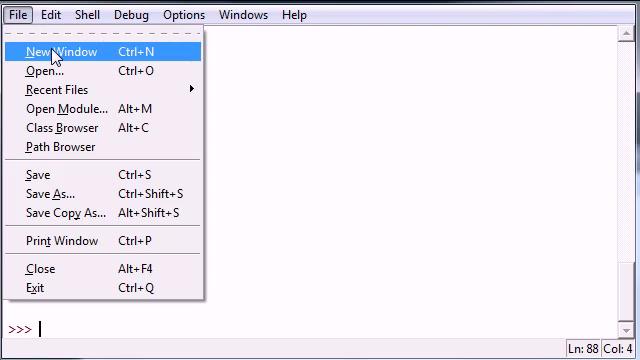 File Edit Shell Debug Options Windows Help
New Window Ctrl+N
Open... Ctrl+O
Recent Files
Open Module... Alt+M
Class Browser Alt+C
Path Browser
Save Ctrl+S
Save As... Ctrl+Shift+S
Save Copy As... Alt+Shift+S
Print Window Ctrl+P
Close Alt+F4
Exit Ctrl+Q
>>>
Ln: 88 Col: 4